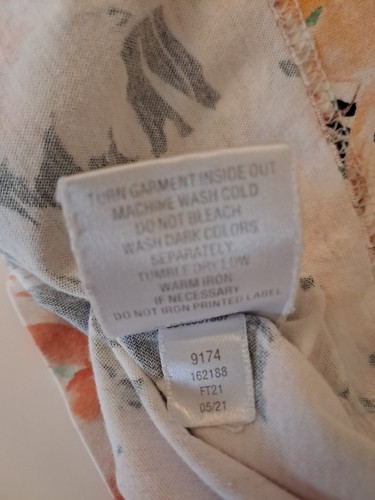 TURN GARMENT INSIDE OUT
MACHINE WASH COLD
DO NOT BLEACH
WASH DARK COLORS
SEPARATELY
TUMBLE DRY LOW
WARM IRON
IF NECESSARY
DO NOT IRON PRINTED LABEL
9174
162188
FT21
05/21